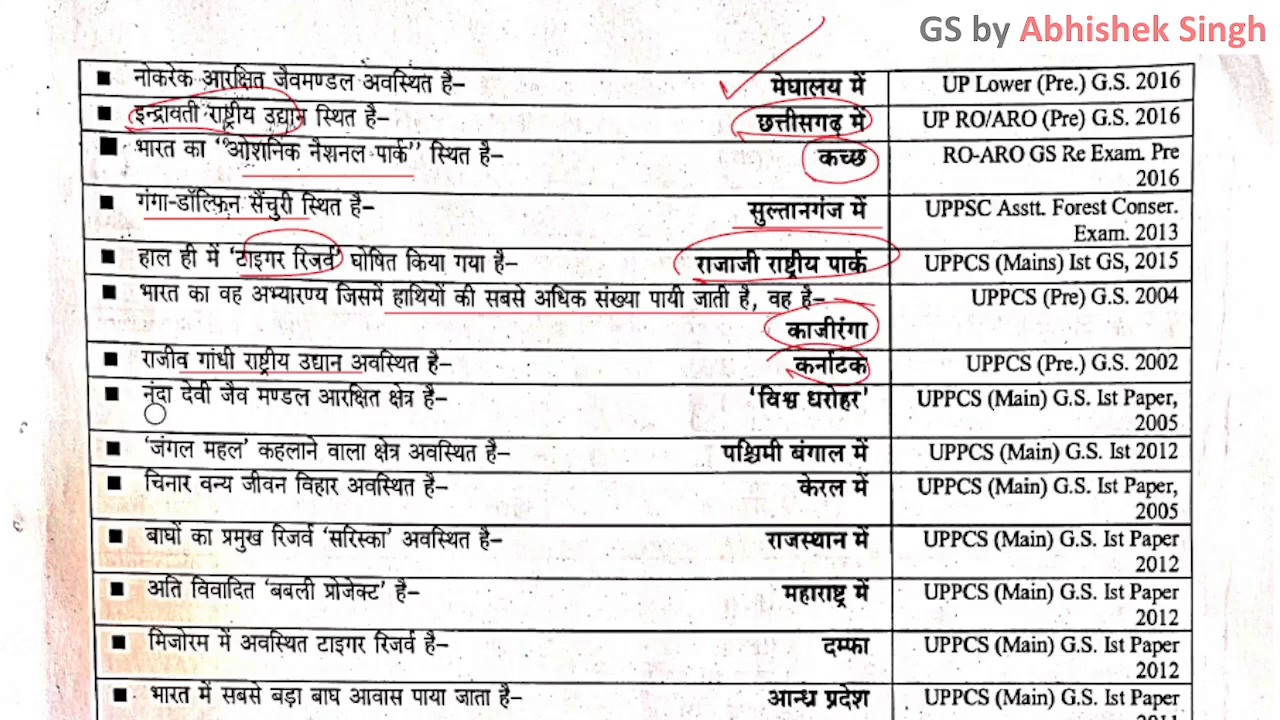 GS by Abhishek Singh
■ नोकरेक आरक्षित जैवमण्डल अवस्थित है– मेघालय में UP Lower (Pre.) G.S. 2016
■ इन्द्रावती राष्ट्रीय उद्यान स्थित है– छत्तीसगढ़ में UP RO/ARO (Pre) G.S. 2016
■ भारत का "ओशनिक नैशनल पार्क" स्थित है– कच्छ RO-ARO GS Re Exam. Pre
2016
■ गंगा-डॉल्फिन सैंचुरी स्थित है– सुल्तानगंज में UPPSC Asstt. Forest Conser.
Exam. 2013
■ हाल ही में 'टाइगर रिजर्व' घोषित किया गया है– राजाजी राष्ट्रीय पार्क UPPCS (Mains) Ist GS, 2015
■ भारत का वह अभ्यारण्य जिसमें हाथियों की सबसे अधिक संख्या पायी जाती है, वह है– UPPCS (Pre) G.S. 2004
काजीरंगा
■ राजीव गांधी राष्ट्रीय उद्यान अवस्थित है– कर्नाटक UPPCS (Pre.) G.S. 2002
■ नंदा देवी जैव मण्डल आरक्षित क्षेत्र है– 'विश्व धरोहर' UPPCS (Main) G.S. Ist Paper,
2005
■ 'जंगल महल' कहलाने वाला क्षेत्र अवस्थित है– पश्चिमी बंगाल में UPPCS (Main) G.S. Ist 2012
■ चिनार वन्य जीवन विहार अवस्थित है– केरल में UPPCS (Main) G.S. Ist Paper,
2005
■ बाघों का प्रमुख रिजर्व 'सरिस्का' अवस्थित है– राजस्थान में UPPCS (Main) G.S. Ist Paper
2012
■ अति विवादित 'बबली प्रोजेक्ट' है– महाराष्ट्र में UPPCS (Main) G.S. Ist Paper
2012
■ मिजोरम में अवस्थित टाइगर रिजर्व है– दम्फा UPPCS (Main) G.S. Ist Paper
2012
■ भारत में सबसे बड़ा बाघ आवास पाया जाता है– आन्ध्र प्रदेश UPPCS (Main) G.S. Ist Paper